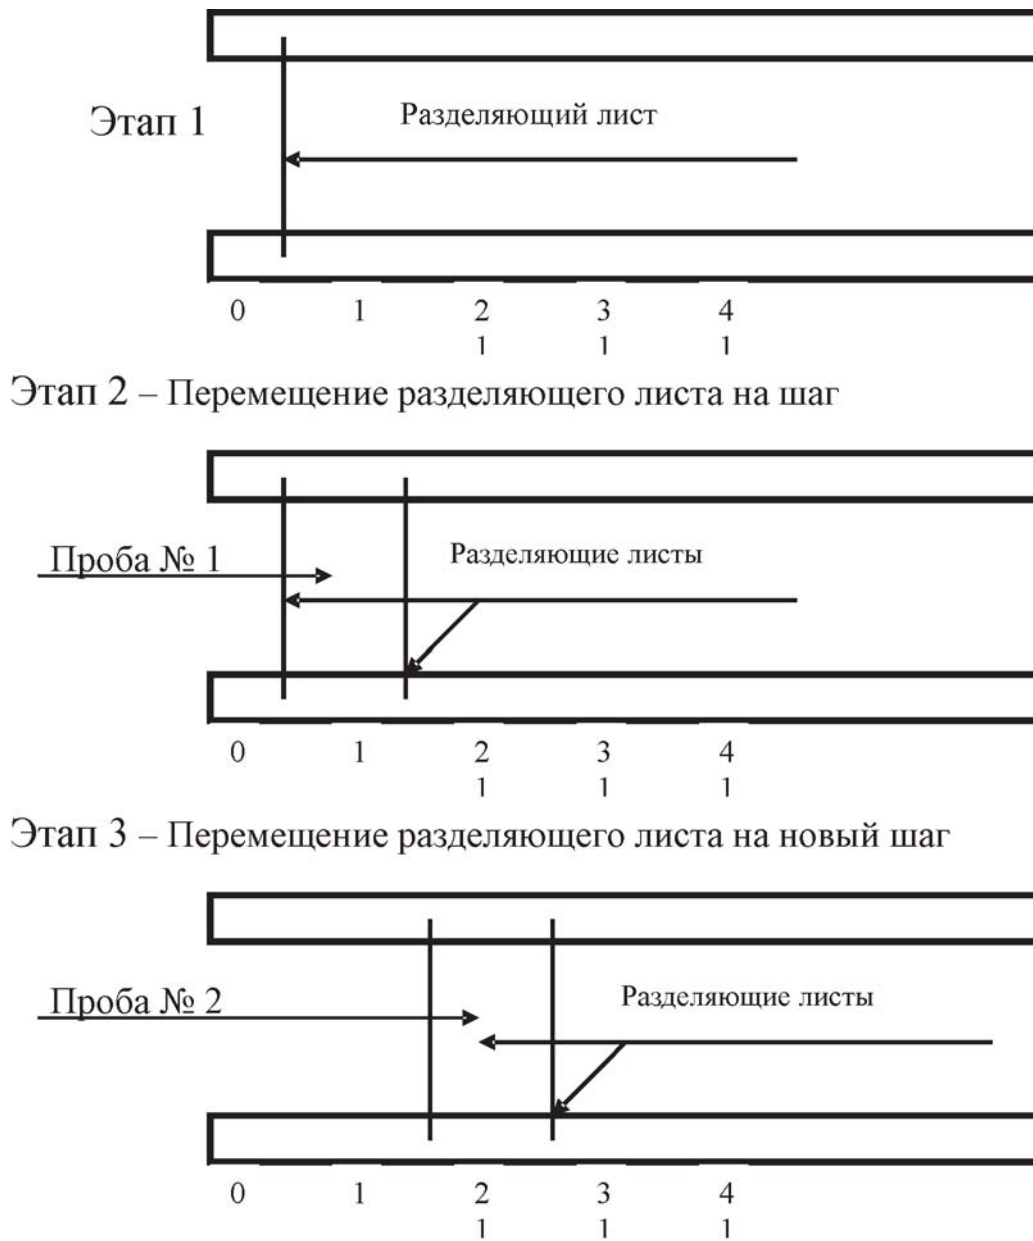 Этап 1
Разделяющий лист
0 1 2 3 4
1 1 1
Этап 2 – Перемещение разделяющего листа на шаг
Проба № 1
Разделяющие листы
0 1 2 3 4
1 1 1
Этап 3 – Перемещение разделяющего листа на новый шаг
Проба № 2
Разделяющие листы
0 1 2 3 4
1 1 1